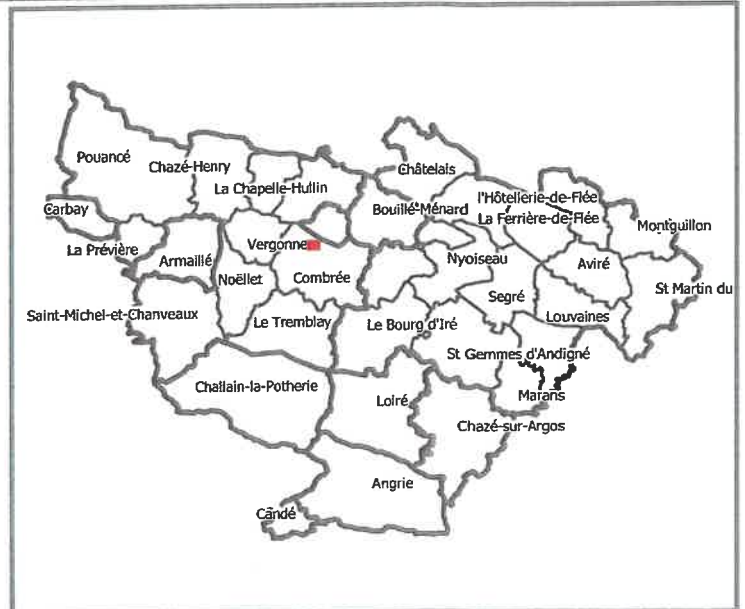 Châtelais
Pouancé
Chazé-Henry
La Chapelle-Hullin
l'Hôtellerie-de-Flée
Carbay
Bouillé-Ménard
La Ferrière-de-Flée
Montguillon
La Prévière
Vergonne
Armaillé
Nyoiseau
Aviré
Noëllet
Combrée
St Martin du
Segré
Saint-Michel-et-Chanveaux
Le Tremblay
Le Bourg d'Iré
Louvaines
St Gemmes d'Andigné
Challain-la-Potherie
Loiré
Marans
Chazé-sur-Argos
Angrie
Candé